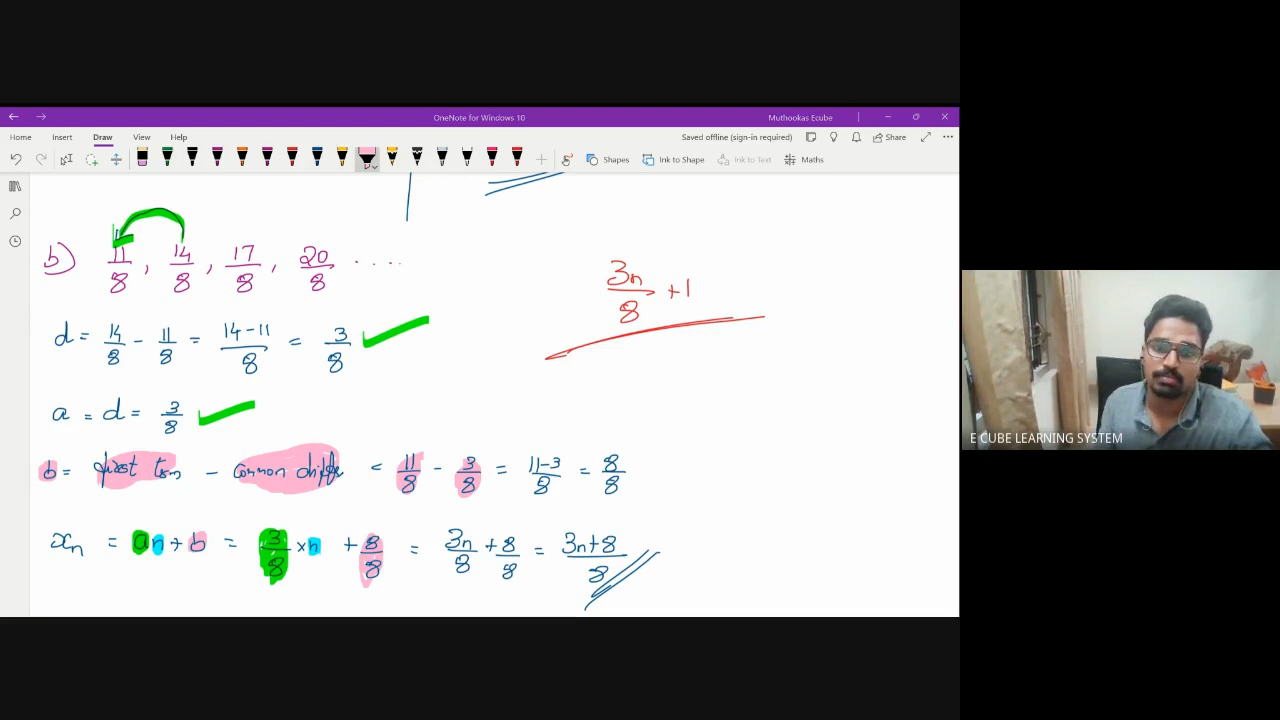 OneNote for Windows 10
Muthookas Ecube
Home Insert Draw View Help
Saved offline (sign-in required)
Share
Shapes
Ink to Shape
Ink to Text
Maths
b) 11/8, 14/8, 17/8, 20/8 ....
3n/8 +1
d = 14/8 - 11/8 = 14-11/8 = 3/8
a = d = 3/8
b = first term - common diffe = 11/8 - 3/8 = 11-3/8 = 8/8
xn = an + b = 3/8 × n + 8/8 = 3n/8 + 8/8 = 3n+8/8
E CUBE LEARNING SYSTEM